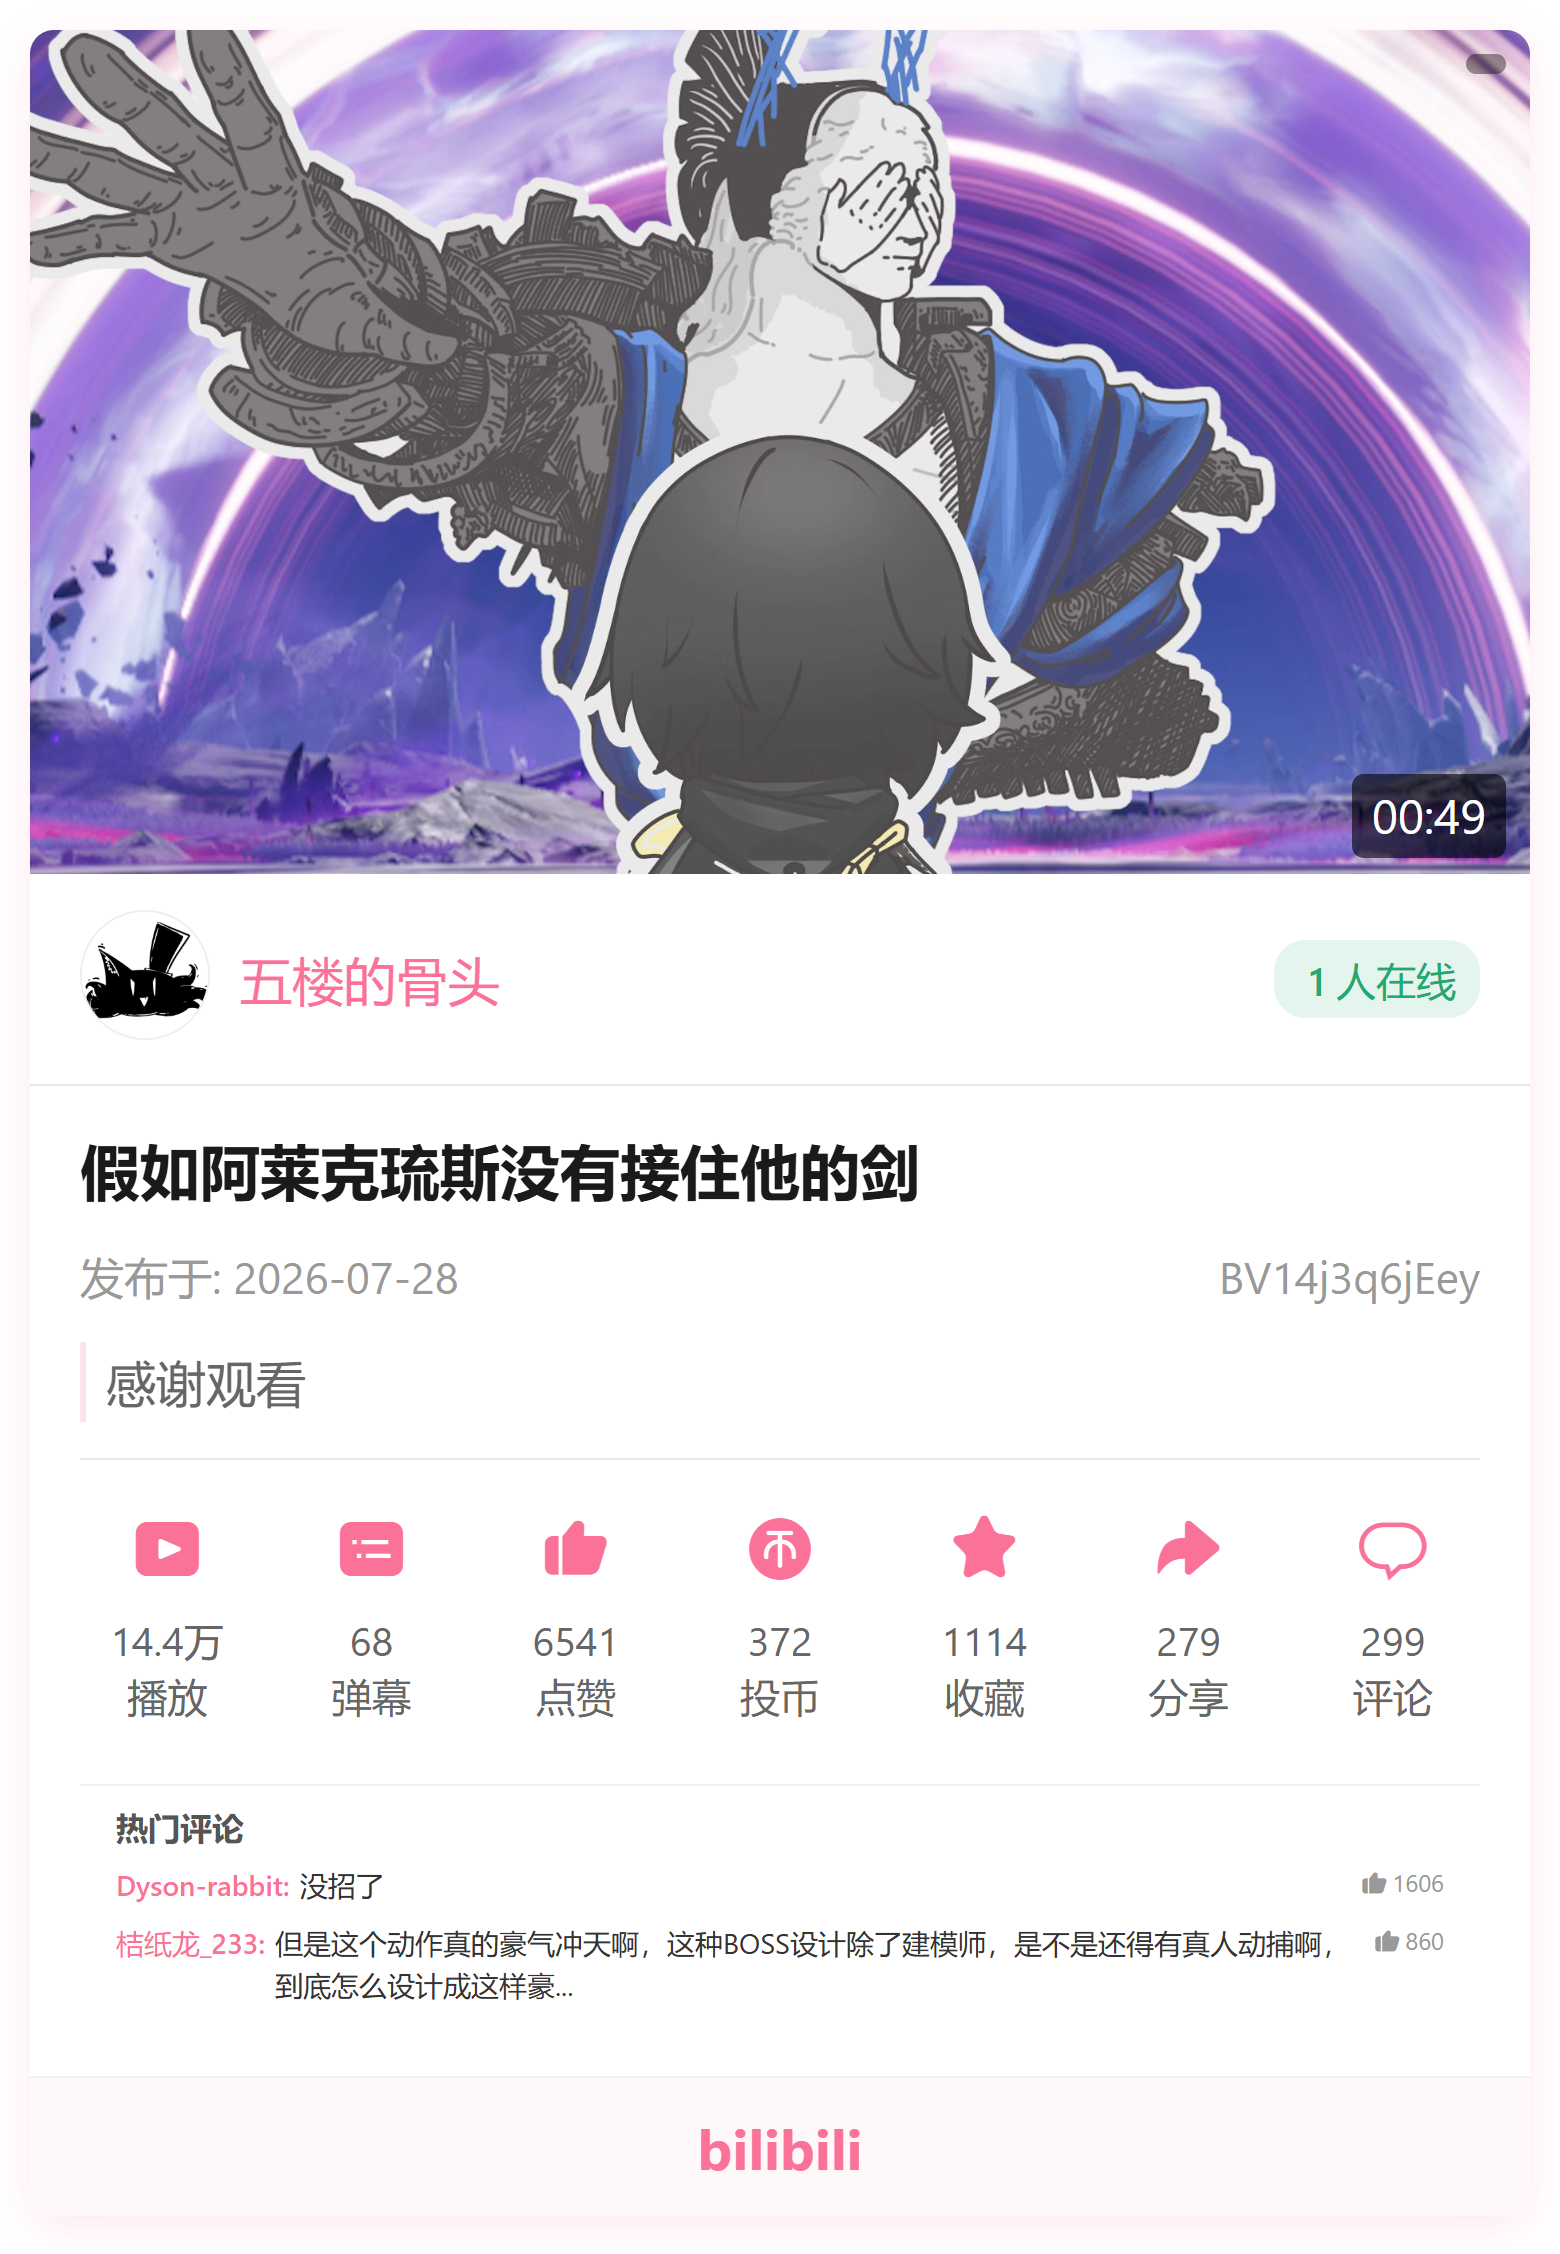 00:49
五楼的骨头
1 人在线
假如阿莱克琉斯没有接住他的剑
发布于: 2026-07-28
BV14j3q6jEey
感谢观看
14.4万
68
6541
372
1114
279
299
播放
弹幕
点赞
投币
收藏
分享
评论
热门评论
Dyson-rabbit: 没招了
1606
桔纸龙_233: 但是这个动作真的豪气冲天啊，这种BOSS设计除了建模师，是不是还得有真人动捕啊，
860
到底怎么设计成这样豪...
bilibili